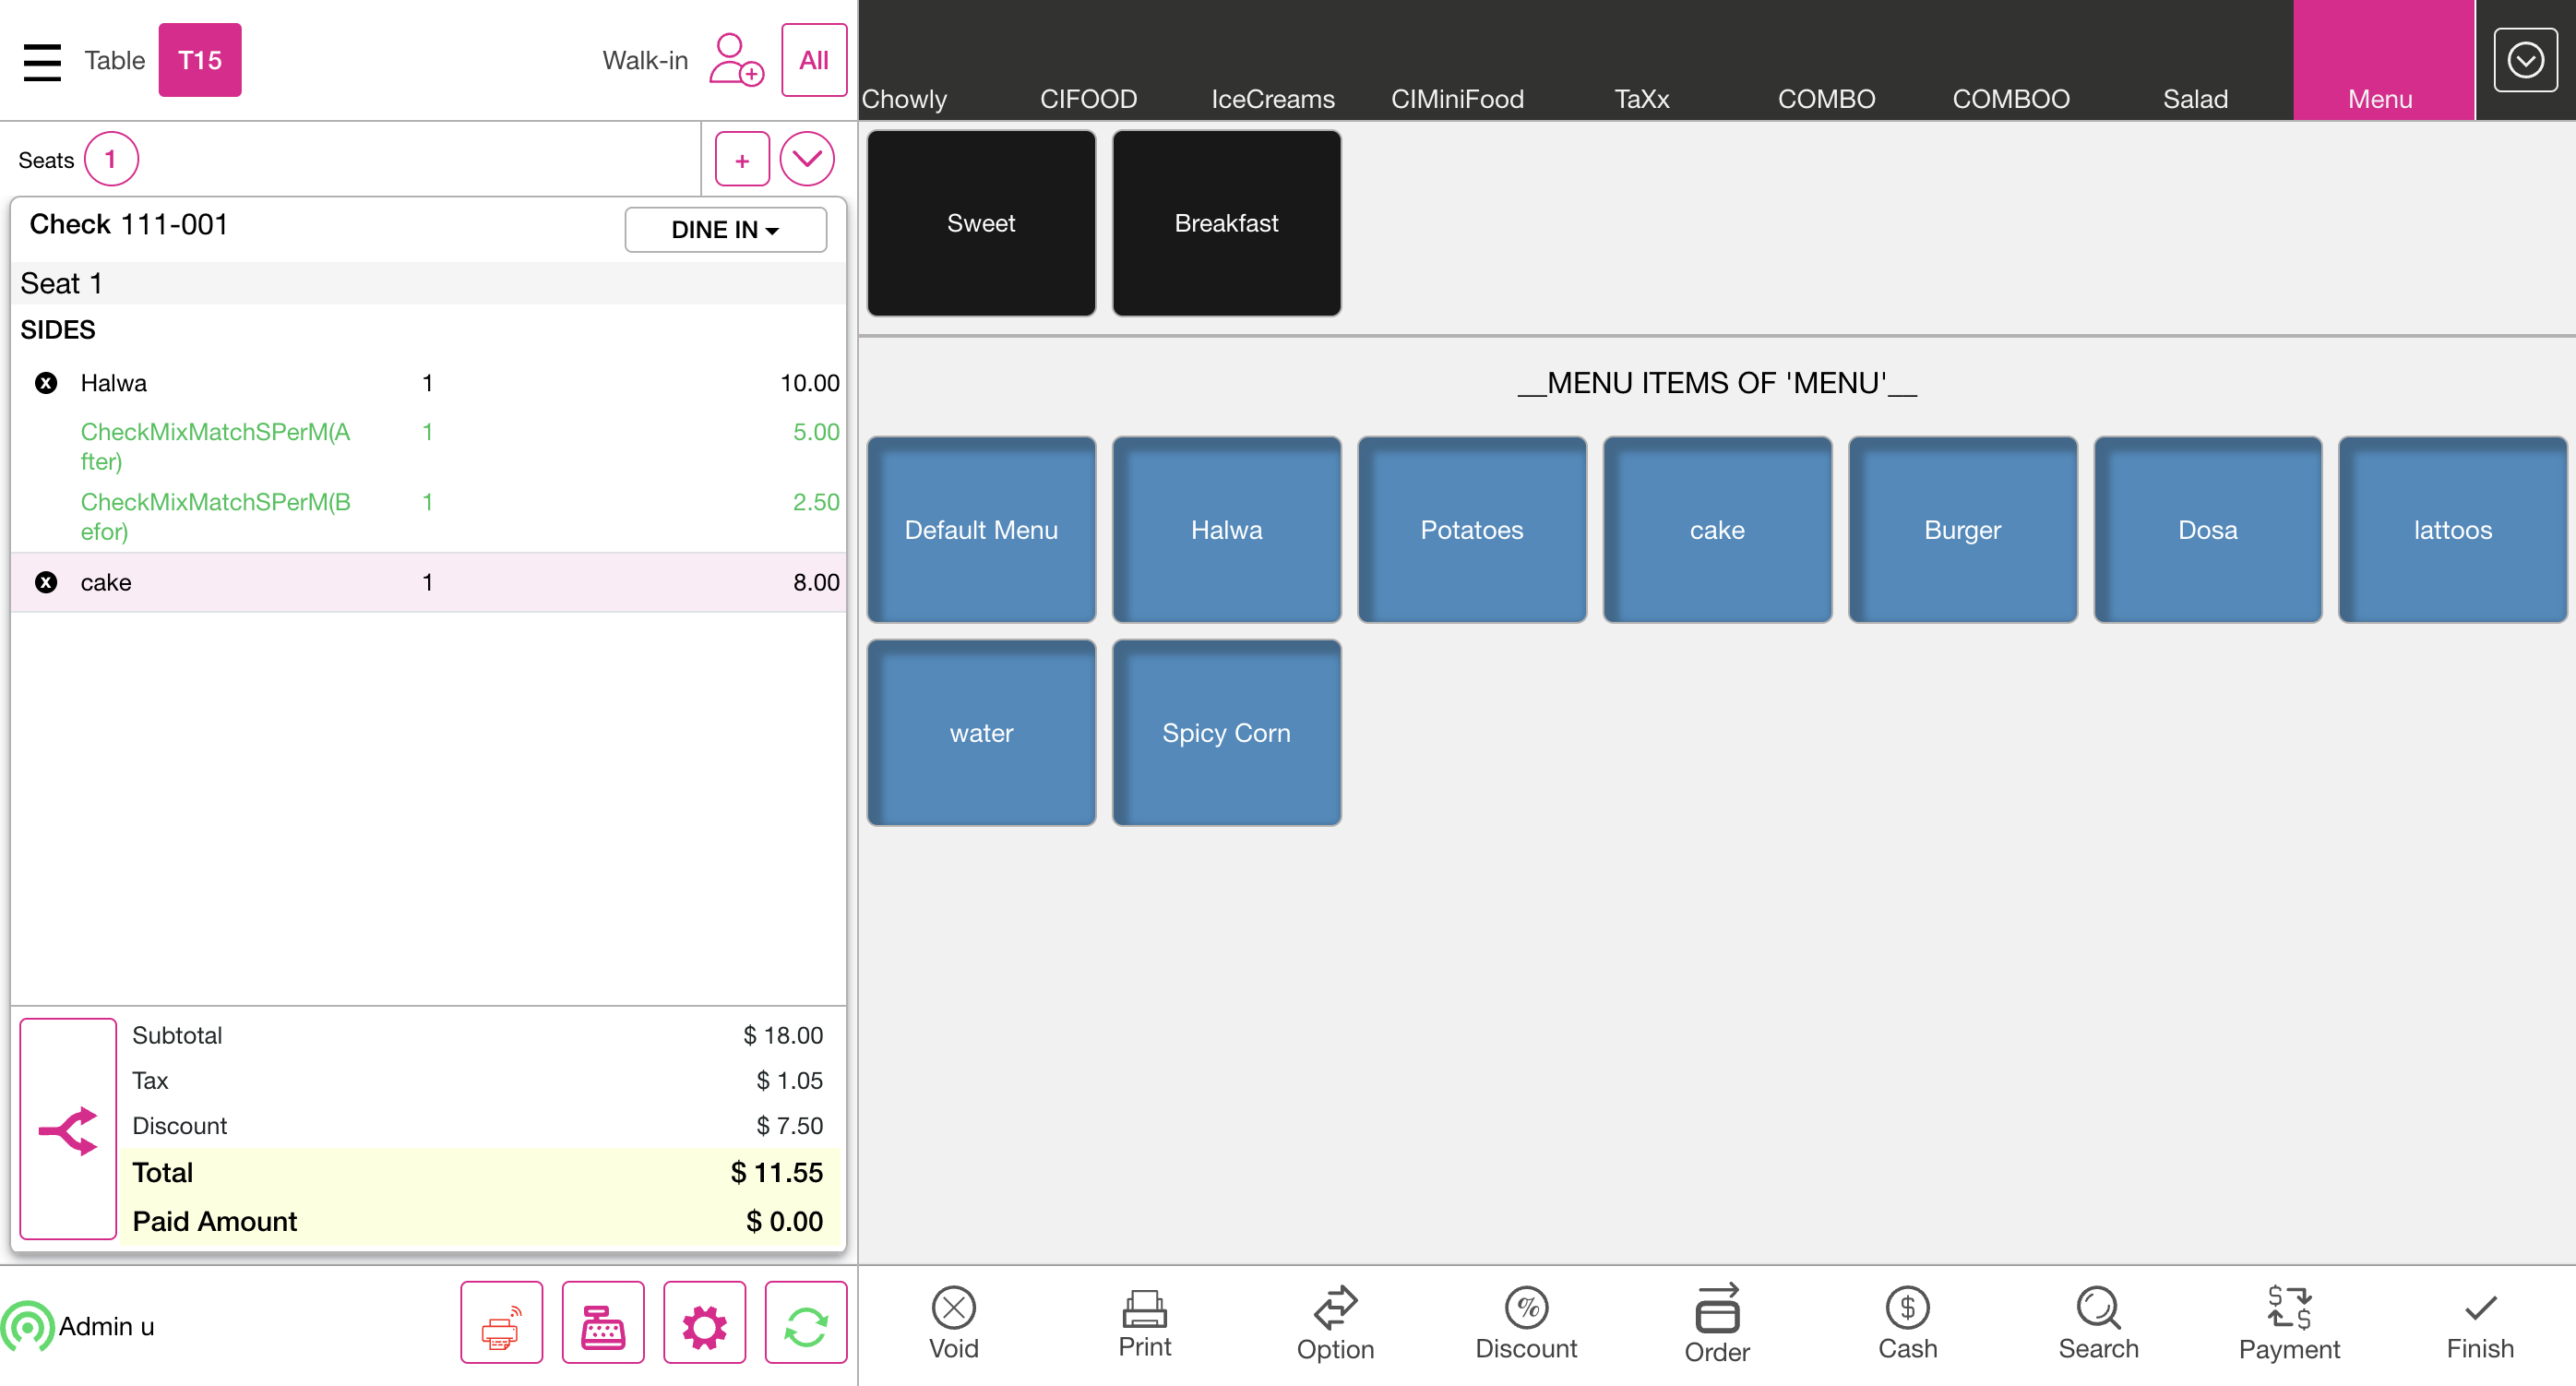 Table T15 Walk-in All
Chowly CIFOOD IceCreams CIMiniFood TaXx COMBO COMBOO Salad Menu
Seats 1 +
Check 111-001 DINE IN
Seat 1
SIDES
Halwa 1 10.00
CheckMixMatchSPerM(A 1 5.00
fter)
CheckMixMatchSPerM(B 1 2.50
efor)
cake 1 8.00
Subtotal $ 18.00
Tax $ 1.05
Discount $ 7.50
Total $ 11.55
Paid Amount $ 0.00
Admin u
Sweet Breakfast
__MENU ITEMS OF 'MENU'__
Default Menu Halwa Potatoes cake Burger Dosa lattoos
water Spicy Corn
Void Print Option Discount Order Cash Search Payment Finish